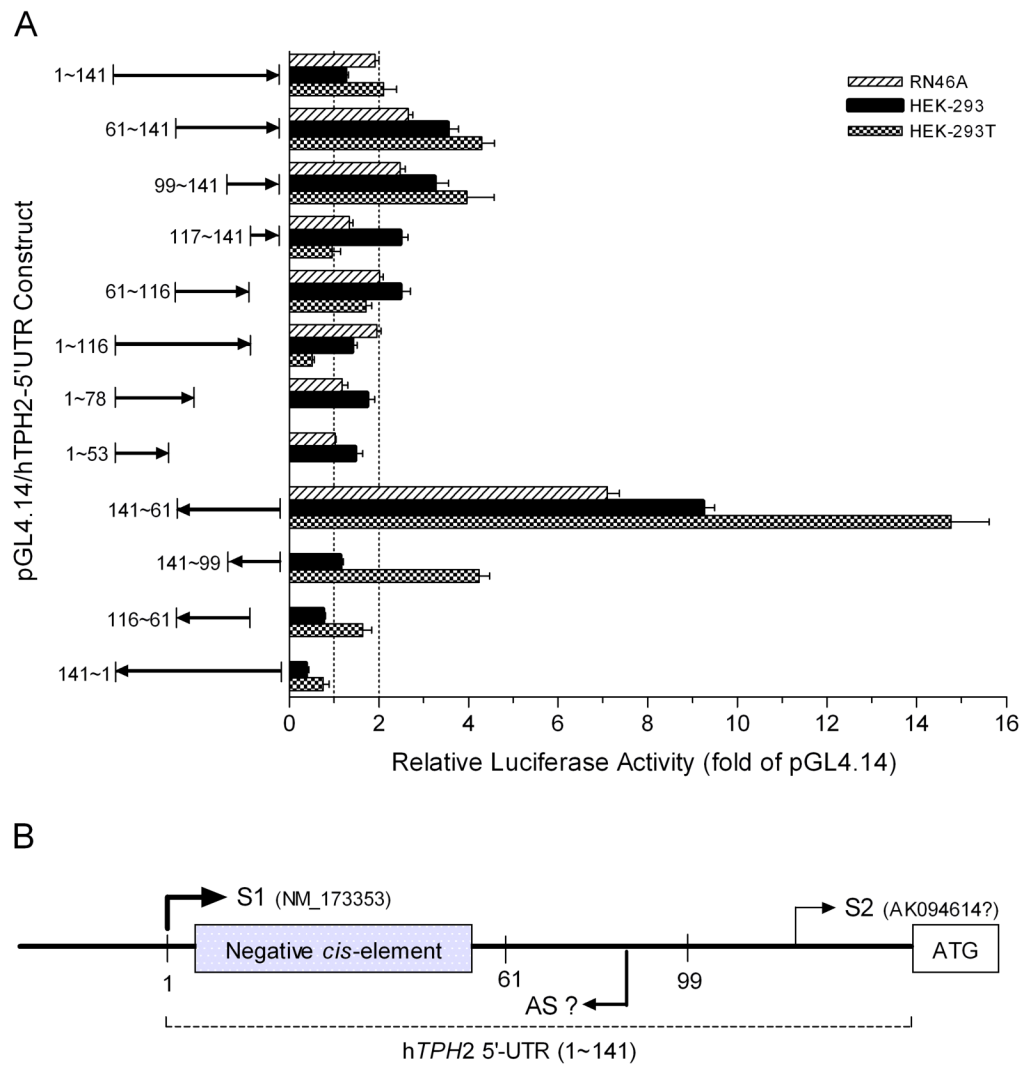 A
1~141
61~141
99~141
117~141
61~116
1~116
1~78
1~53
141~61
141~99
116~61
141~1
pGL4.14/hTPH2-5'UTR Construct
RN46A
HEK-293
HEK-293T
0 2 4 6 8 10 12 14 16
Relative Luciferase Activity (fold of pGL4.14)
B
S1 (NM_173353)
S2 (AK094614?)
Negative cis-element
ATG
1
61
99
AS ?
hTPH2 5'-UTR (1~141)